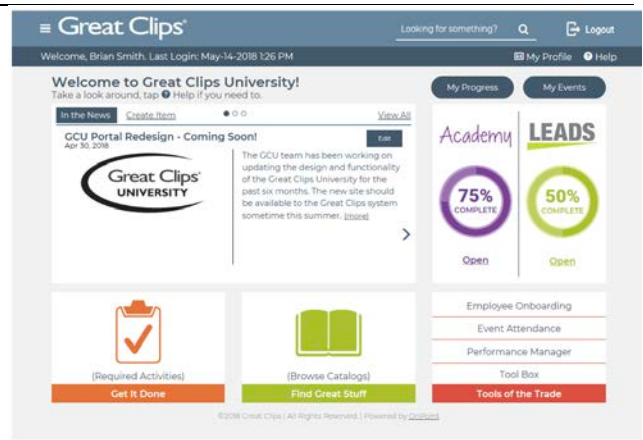 Great Clips®
Looking for something?
Logout
Welcome, Brian Smith. Last Login: May-14-2018 1:26 PM
My Profile
Help
Welcome to Great Clips University!
Take a look around, tap ? Help if you need to.
My Progress
My Events
In the News
Create Item
View All
GCU Portal Redesign - Coming Soon!
Apr 30, 2018
Edit
Great Clips®
UNIVERSITY
The GCU team has been working on
updating the design and functionality
of the Great Clips University for the
past six months. The new site should
be available to the Great Clips system
sometime this summer. [more]
Academy
75%
COMPLETE
Open
LEADS
50%
COMPLETE
Open
(Required Activities)
Get It Done
(Browse Catalogs)
Find Great Stuff
Employee Onboarding
Event Attendance
Performance Manager
Tool Box
Tools of the Trade
©2018 Great Clips | All Rights Reserved. | Powered by OnPoint